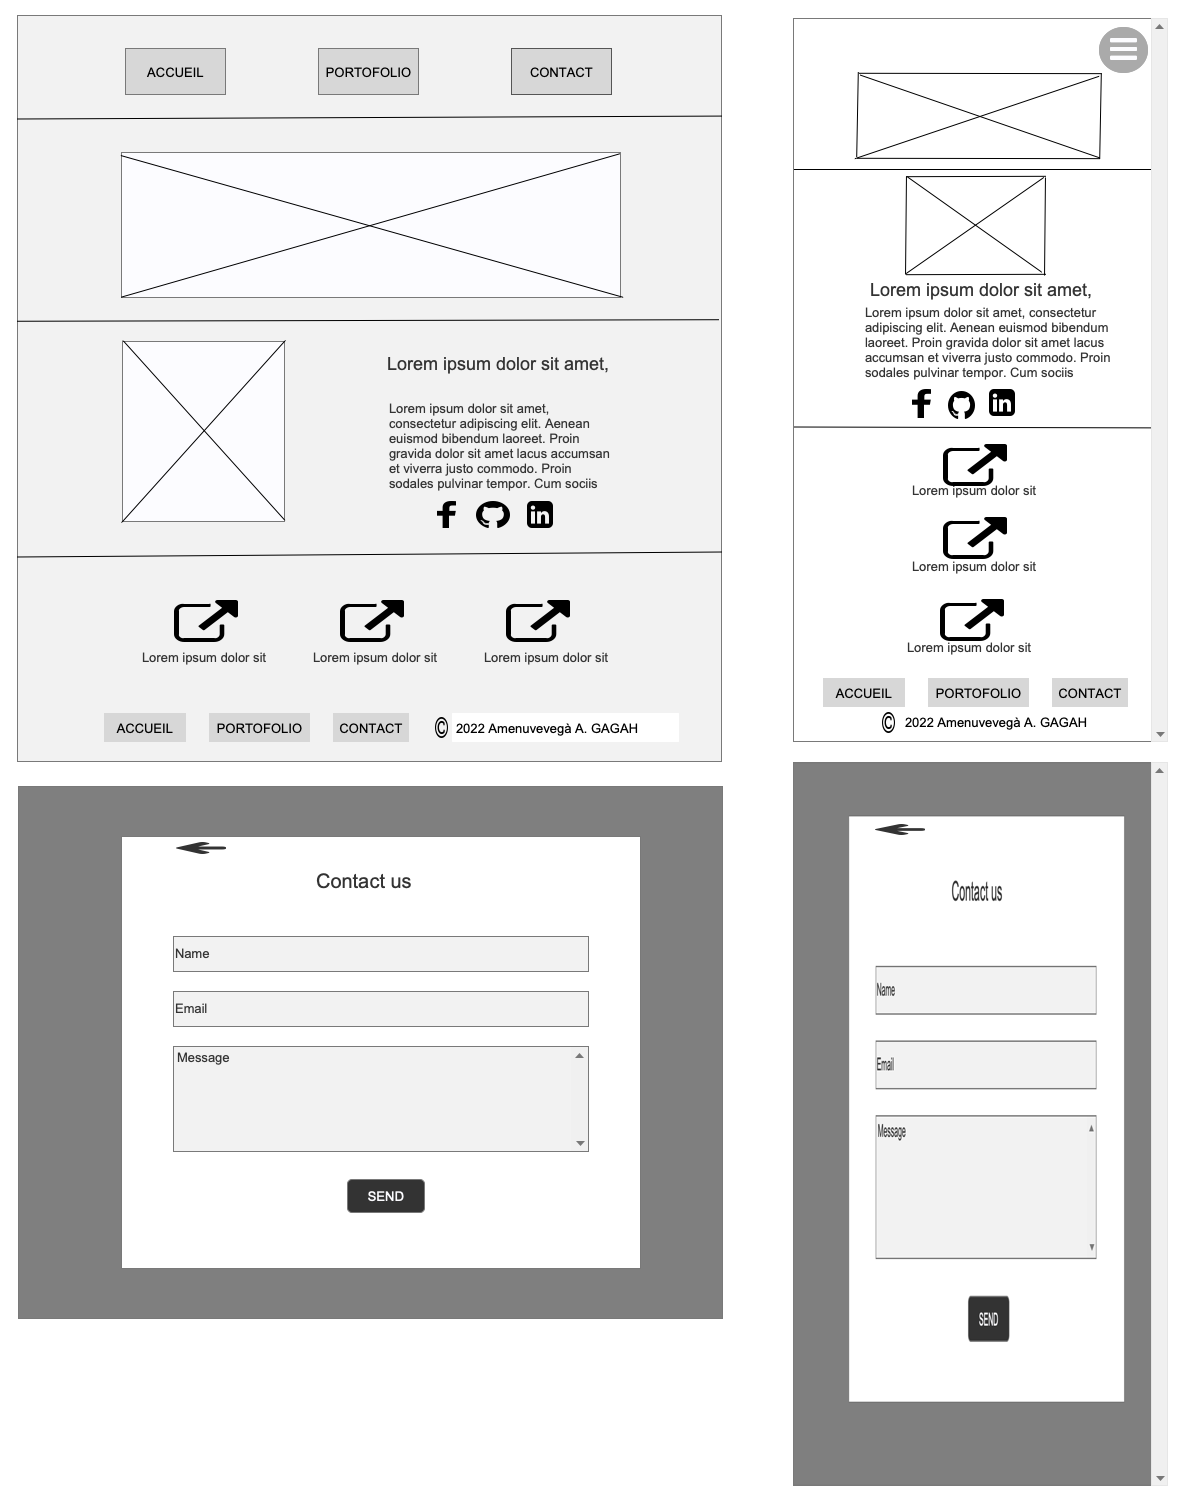 ACCUEIL
PORTOFOLIO
CONTACT
Lorem ipsum dolor sit amet,
Lorem ipsum dolor sit amet,
consectetur adipiscing elit. Aenean
euismod bibendum laoreet. Proin
gravida dolor sit amet lacus accumsan
et viverra justo commodo. Proin
sodales pulvinar tempor. Cum sociis
Lorem ipsum dolor sit
Lorem ipsum dolor sit
Lorem ipsum dolor sit
ACCUEIL
PORTOFOLIO
CONTACT
© 2022 Amenuvevegà A. GAGAH
Lorem ipsum dolor sit amet,
Lorem ipsum dolor sit amet, consectetur
adipiscing elit. Aenean euismod bibendum
laoreet. Proin gravida dolor sit amet lacus
accumsan et viverra justo commodo. Proin
sodales pulvinar tempor. Cum sociis
Lorem ipsum dolor sit
Lorem ipsum dolor sit
Lorem ipsum dolor sit
ACCUEIL
PORTOFOLIO
CONTACT
© 2022 Amenuvevegà A. GAGAH
Contact us
Name
Email
Message
SEND
Contact us
Name
Email
Message
SEND